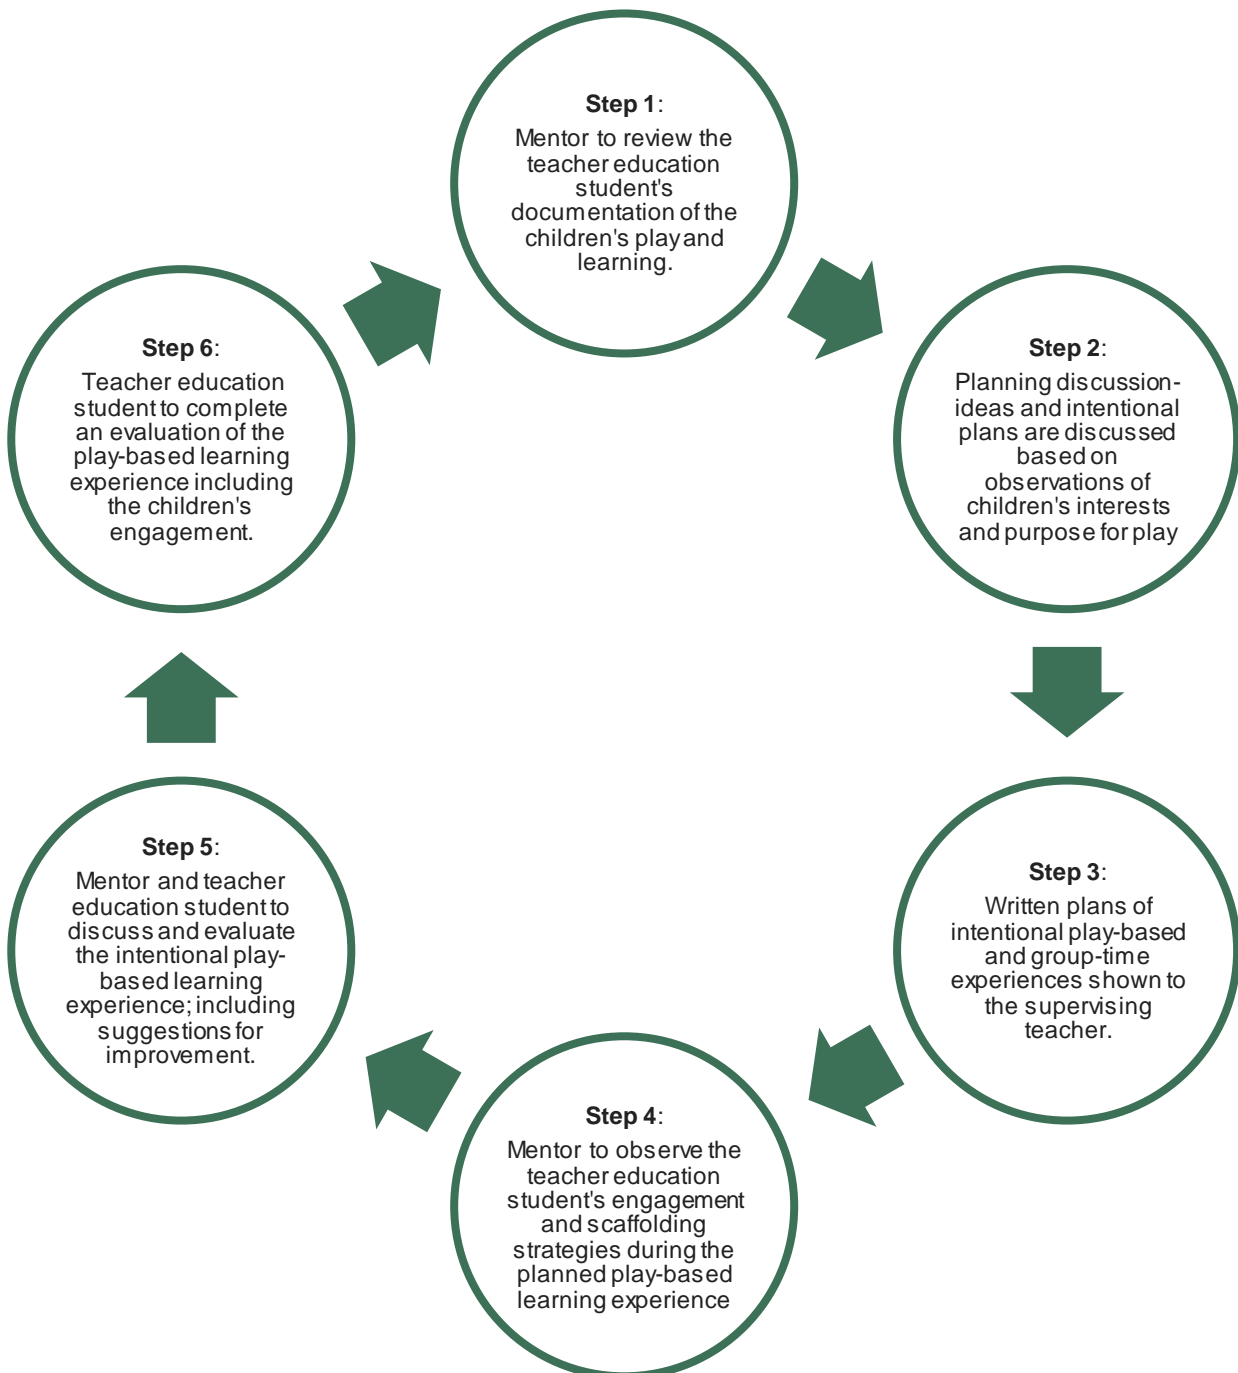 Step 1:
Mentor to review the
teacher education
student's
documentation of the
children's play and
learning.
Step 2:
Planning discussion-
ideas and intentional
plans are discussed
based on
observations of
children's interests
and purpose for play
Step 3:
Written plans of
intentional play-based
and group-time
experiences shown to
the supervising
teacher.
Step 4:
Mentor to observe the
teacher education
student's engagement
and scaffolding
strategies during the
planned play-based
learning experience
Step 5:
Mentor and teacher
education student to
discuss and evaluate
the intentional play-
based learning
experience; including
suggestions for
improvement.
Step 6:
Teacher education
student to complete
an evaluation of the
play-based learning
experience including
the children's
engagement.